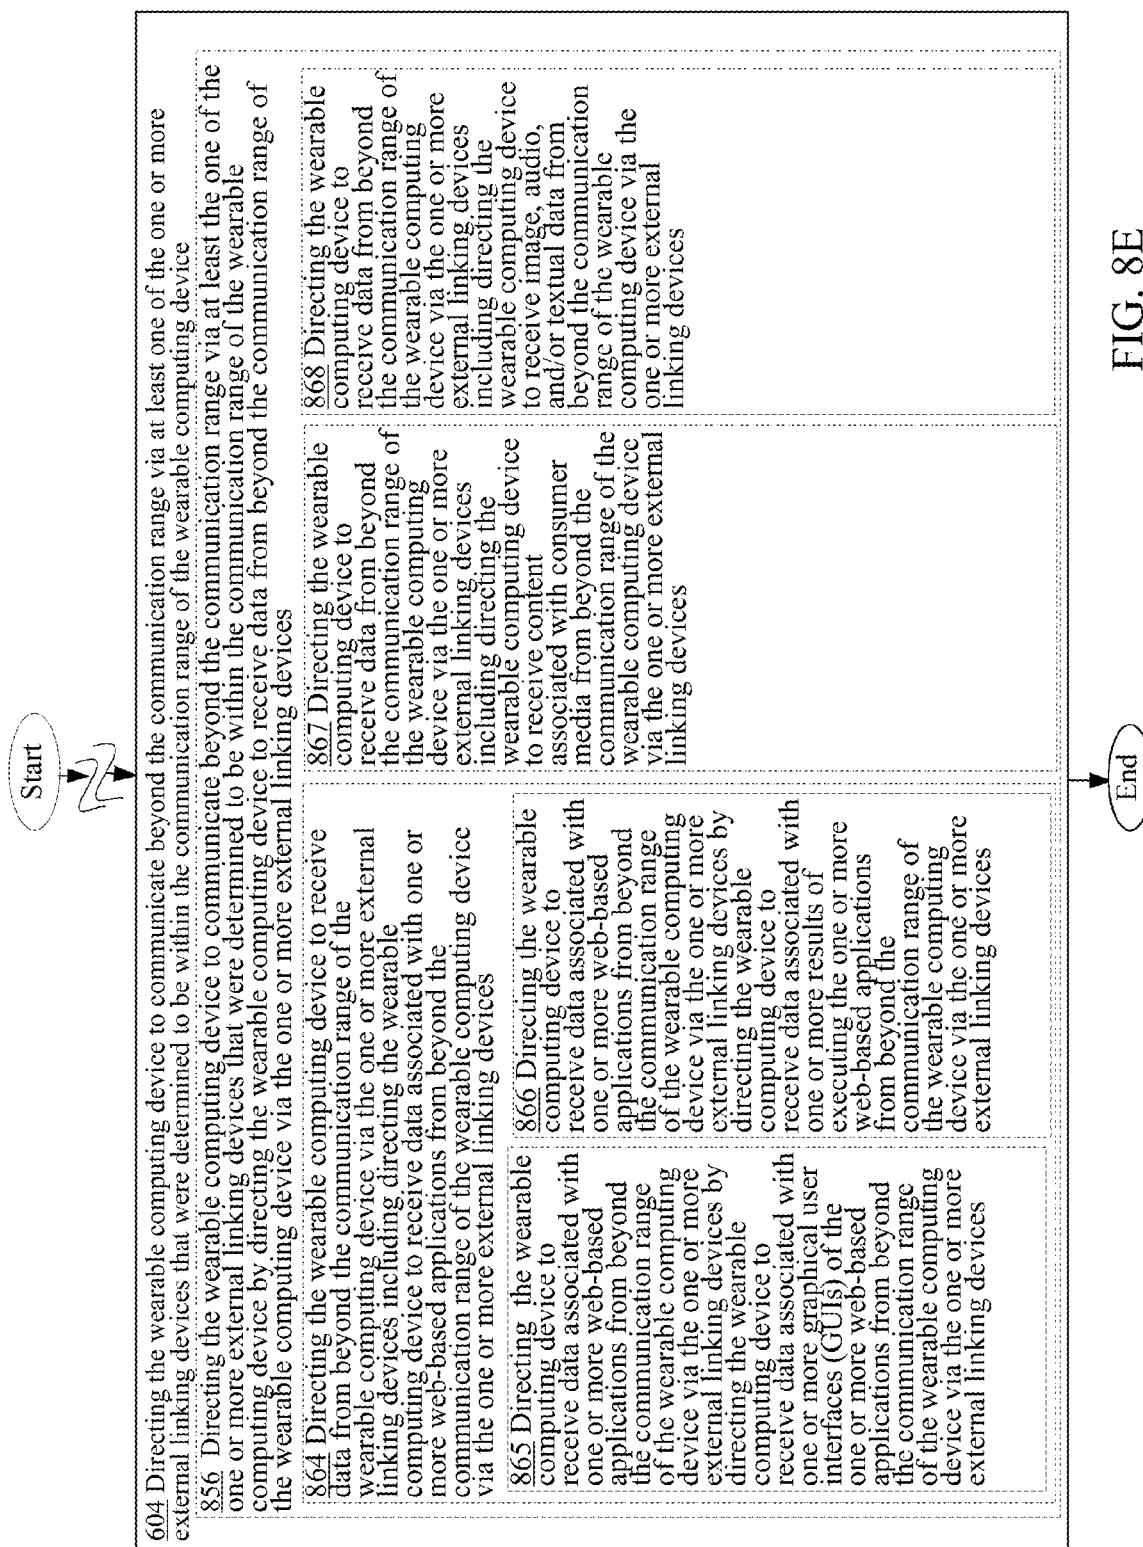 Start
604 Directing the wearable computing device to communicate beyond the communication range via at least one of the one or more
external linking devices that were determined to be within the communication range of the wearable computing device
856 Directing the wearable computing device to communicate beyond the communication range via at least the one of the
one or more external linking devices that were determined to be within the communication range of the wearable
computing device by directing the wearable computing device to receive data from beyond the communication range of
the wearable computing device via the one or more external linking devices
864 Directing the wearable computing device to receive
data from beyond the communication range of the
wearable computing device via the one or more external
linking devices including directing the wearable
computing device to receive data associated with one or
more web-based applications from beyond the
communication range of the wearable computing device
via the one or more external linking devices
865 Directing the wearable
computing device to
receive data associated with
one or more web-based
applications from beyond
the communication range
of the wearable computing
device via the one or more
external linking devices by
directing the wearable
computing device to
receive data associated with
one or more graphical user
interfaces (GUIs) of the
one or more web-based
applications from beyond
the communication range
of the wearable computing
device via the one or more
external linking devices
866 Directing the wearable
computing device to
receive data associated with
one or more web-based
applications from beyond
the communication range
of the wearable computing
device via the one or more
external linking devices by
directing the wearable
computing device to
receive data associated with
one or more results of
executing the one or more
web-based applications
from beyond the
communication range of
the wearable computing
device via the one or more
external linking devices
867 Directing the wearable
computing device to
receive data from beyond
the communication range of
the wearable computing
device via the one or more
external linking devices
including directing the
wearable computing device
to receive content
associated with consumer
media from beyond the
communication range of the
wearable computing device
via the one or more external
linking devices
868 Directing the wearable
computing device to
receive data from beyond
the communication range of
the wearable computing
device via the one or more
external linking devices
including directing the
wearable computing device
to receive image, audio,
and/or textual data from
beyond the communication
range of the wearable
computing device via the
one or more external
linking devices
End
FIG. 8E